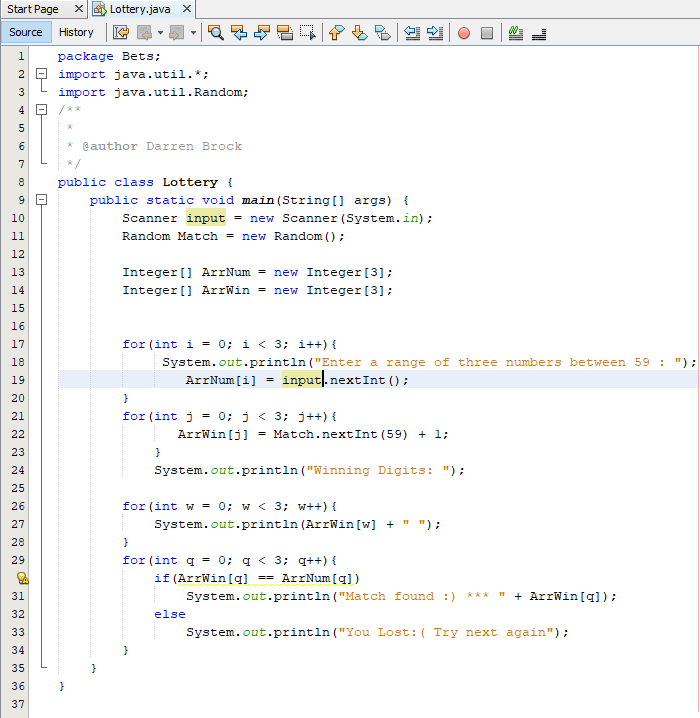 Start Page Lottery.java
Source History
1 package Bets;
2 import java.util.*;
3 import java.util.Random;
4 /**
5 *
6 * @author Darren Brock
7 */
8 public class Lottery {
9 public static void main(String[] args) {
10 Scanner input = new Scanner(System.in);
11 Random Match = new Random();
12
13 Integer[] ArrNum = new Integer[3];
14 Integer[] ArrWin = new Integer[3];
15
16
17 for(int i = 0; i < 3; i++){
18 System.out.println("Enter a range of three numbers between 59 : ");
19 ArrNum[i] = input.nextInt();
20 }
21 for(int j = 0; j < 3; j++){
22 ArrWin[j] = Match.nextInt(59) + 1;
23 }
24 System.out.println("Winning Digits: ");
25
26 for(int w = 0; w < 3; w++){
27 System.out.println(ArrWin[w] + " ");
28 }
29 for(int q = 0; q < 3; q++){
if(ArrWin[q] == ArrNum[q])
31 System.out.println("Match found :) *** " + ArrWin[q]);
32 else
33 System.out.println("You Lost:( Try next again");
34 }
35 }
36 }
37